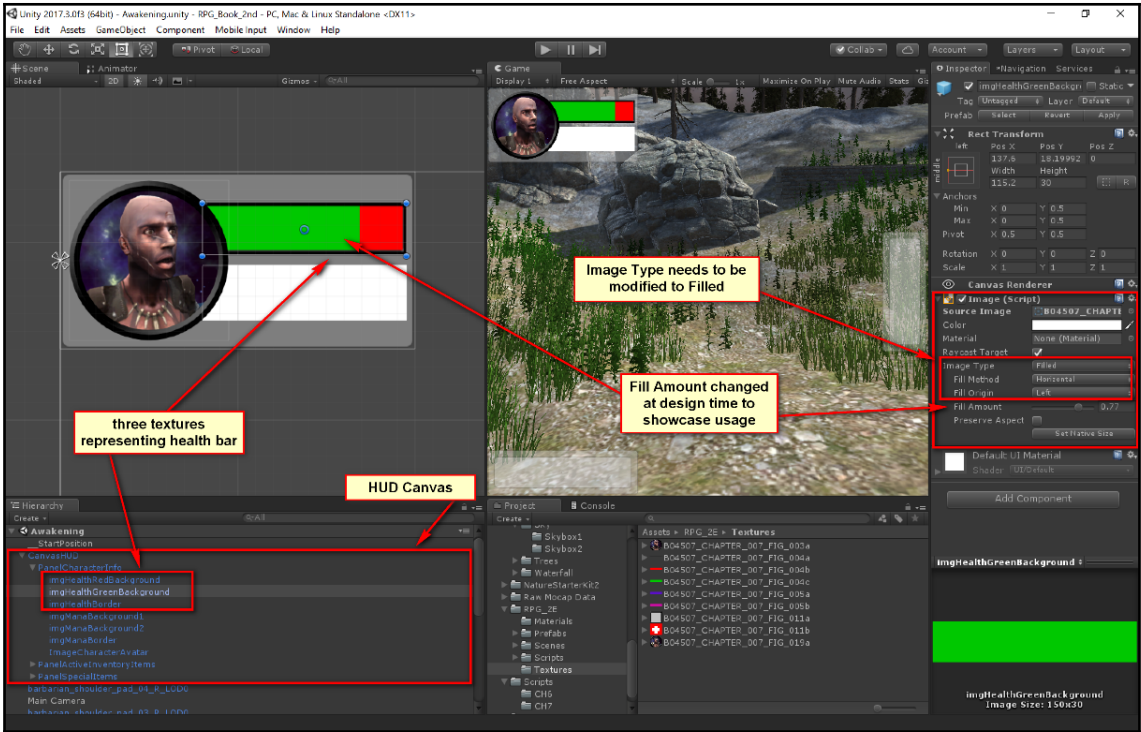 Unity 2017.3.0f3 (64bit) - Awakening.unity - RPG_Book_2nd - PC, Mac & Linux Standalone <DX11>
File Edit Assets GameObject Component Mobile Input Window Help
Pivot Local Collab Account Layers Layout
Scene Animator
Shaded 2D Gizmos All
Game
Display 1 Free Aspect Scale 1x Maximize On Play Mute Audio Stats Giz
Inspector Navigation Services
imgHealthGreenBackgr Static
Tag Untagged Layer Default
Prefab Select Revert Apply
Rect Transform
left Pos X Pos Y Pos Z
middle
137.6 18.19992 0
Width Height
115.2 30
R
Anchors
Min X 0 Y 0.5
Max X 0 Y 0.5
Pivot X 0.5 Y 0.5
Rotation X 0 Y 0 Z 0
Scale X 1 Y 1 Z 1
Canvas Renderer
Image (Script)
Source Image B04507_CHAPTE
Color
Material None (Material)
Raycast Target
Image Type Filled
Fill Method Horizontal
Fill Origin Left
Fill Amount 0.77
Preserve Aspect
Set Native Size
Default UI Material
Shader UI/Default
Add Component
imgHealthGreenBackground
imgHealthGreenBackground
Image Size: 150x30
Image Type needs to be
modified to Filled
Fill Amount changed
at design time to
showcase usage
three textures
representing health bar
HUD Canvas
Hierarchy
Create All
Awakening
__StartPosition
CanvasHUD
PanelCharacterInfo
imgHealthRedBackground
imgHealthGreenBackground
imgHealthBorder
imgManaBackground1
imgManaBackground2
imgManaBorder
ImageCharacterAvatar
PanelActiveInventoryItems
PanelSpecialItems
barbarian_shoulder_pad_04_R_LOD0
Main Camera
barbarian_shoulder_pad_03_R_LOD0
Project Console
Create
Sky
Skybox1
Skybox2
Trees
Waterfall
NatureStarterKit2
Raw Mocap Data
RPG_2E
Materials
Prefabs
Scenes
Scripts
Textures
Scripts
CH6
CH7
Assets RPG_2E Textures
B04507_CHAPTER_007_FIG_003a
B04507_CHAPTER_007_FIG_004a
B04507_CHAPTER_007_FIG_004b
B04507_CHAPTER_007_FIG_004c
B04507_CHAPTER_007_FIG_005a
B04507_CHAPTER_007_FIG_005b
B04507_CHAPTER_007_FIG_011a
B04507_CHAPTER_007_FIG_011b
B04507_CHAPTER_007_FIG_019a